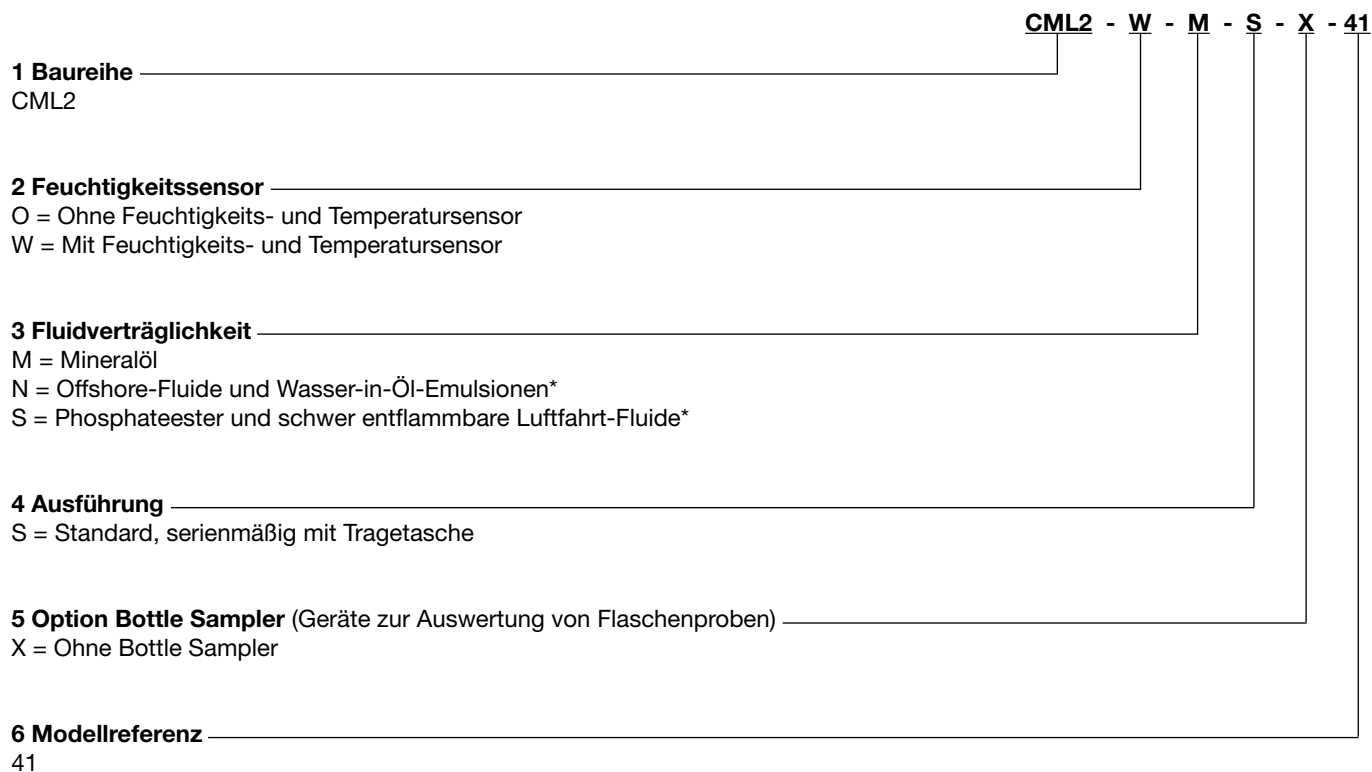 CML2 - W - M - S - X - 41
1 Baureihe
CML2
2 Feuchtigkeitssensor
O = Ohne Feuchtigkeits- und Temperatursensor
W = Mit Feuchtigkeits- und Temperatursensor
3 Fluidverträglichkeit
M = Mineralöl
N = Offshore-Fluide und Wasser-in-Öl-Emulsionen*
S = Phosphateester und schwer entflammbare Luftfahrt-Fluide*
4 Ausführung
S = Standard, serienmäßig mit Tragetasche
5 Option Bottle Sampler (Geräte zur Auswertung von Flaschenproben)
X = Ohne Bottle Sampler
6 Modellreferenz
41